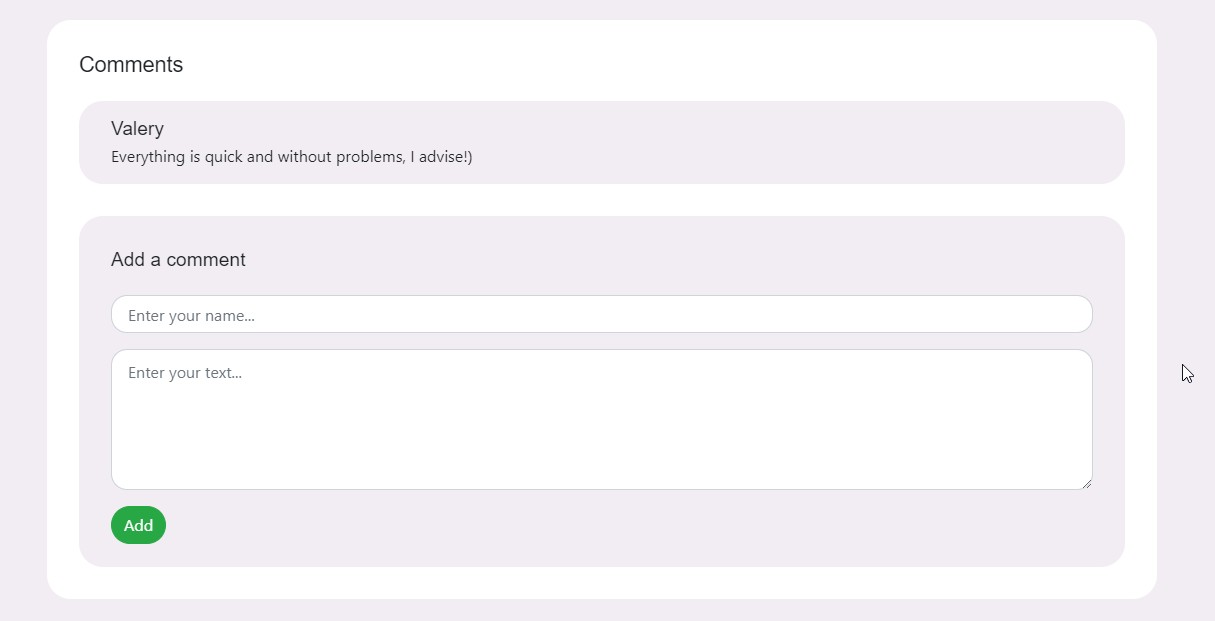 Comments
Valery
Everything is quick and without problems, I advise!)
Add a comment
Enter your name...
Enter your text...
Add